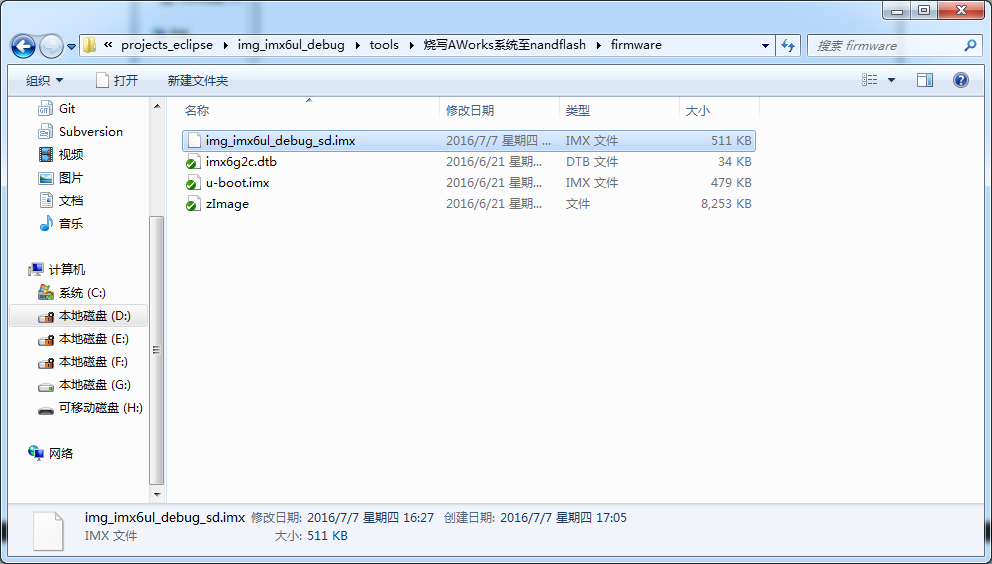 « projects_eclipse ▸ img_imx6ul_debug ▸ tools ▸ 烧写AWorks系统至nandflash ▸ firmware
搜索 firmware
组织 打开 新建文件夹
名称 修改日期 类型 大小
Git
Subversion
视频
图片
文档
音乐
计算机
系统 (C:)
本地磁盘 (D:)
本地磁盘 (E:)
本地磁盘 (F:)
本地磁盘 (G:)
可移动磁盘 (H:)
网络
img_imx6ul_debug_sd.imx 2016/7/7 星期四 ... IMX 文件 511 KB
imx6g2c.dtb 2016/6/21 星期... DTB 文件 34 KB
u-boot.imx 2016/6/21 星期... IMX 文件 479 KB
zImage 2016/6/21 星期... 文件 8,253 KB
img_imx6ul_debug_sd.imx 修改日期: 2016/7/7 星期四 16:27 创建日期: 2016/7/7 星期四 17:05
IMX 文件 大小: 511 KB